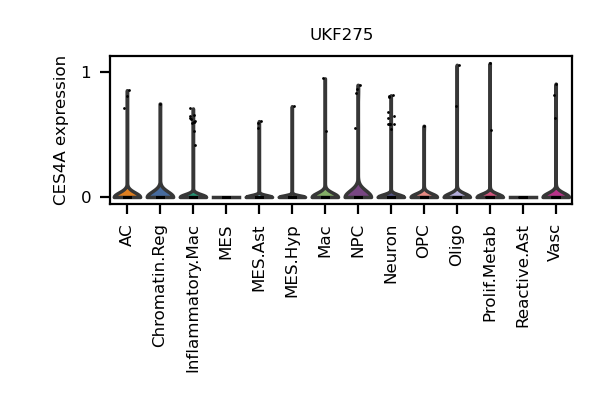 UKF275
CES4A expression
1
0
AC
Chromatin.Reg
Inflammatory.Mac
MES
MES.Ast
MES.Hyp
Mac
NPC
Neuron
OPC
Oligo
Prolif.Metab
Reactive.Ast
Vasc